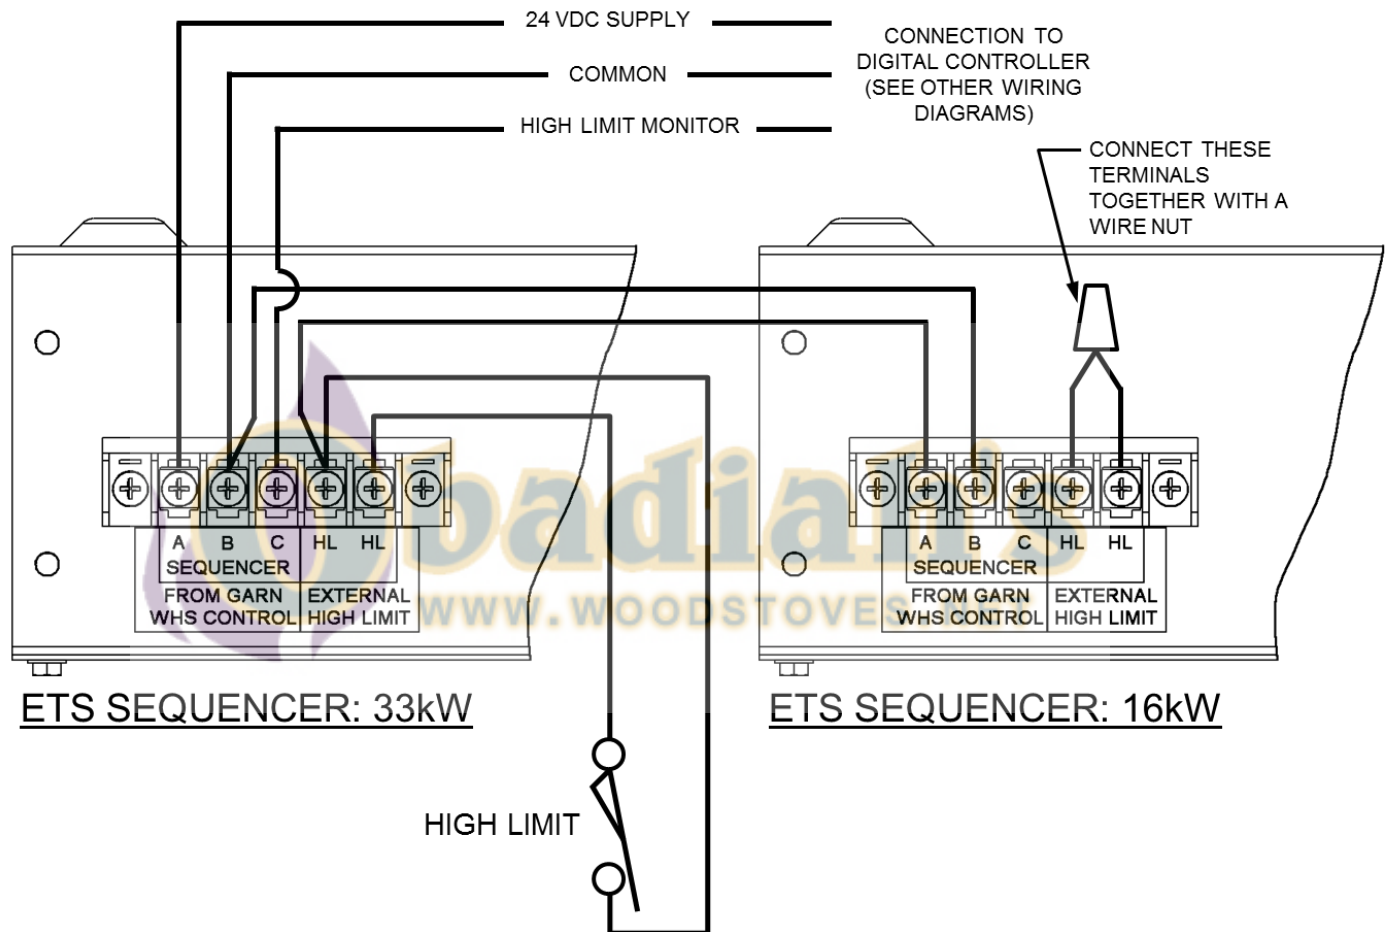 24 VDC SUPPLY
COMMON
HIGH LIMIT MONITOR
CONNECTION TO
DIGITAL CONTROLLER
(SEE OTHER WIRING
DIAGRAMS)
CONNECT THESE
TERMINALS
TOGETHER WITH A
WIRE NUT
A B C HL HL
SEQUENCER
FROM GARN EXTERNAL
WHS CONTROL HIGH LIMIT
ETS SEQUENCER: 33kW
A B C HL HL
SEQUENCER
FROM GARN EXTERNAL
WHS CONTROL HIGH LIMIT
ETS SEQUENCER: 16kW
HIGH LIMIT
Obadiah's
WWW.WOODSTOVES.NET